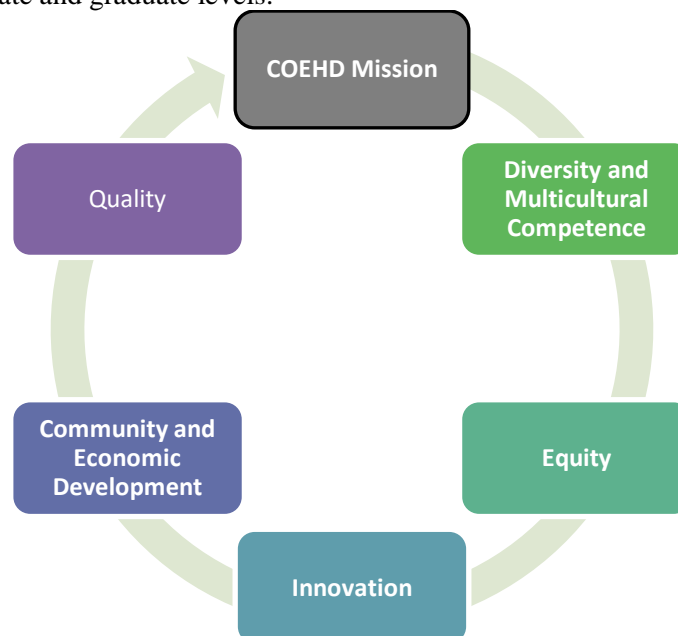 ate and graduate levels.
COEHD Mission
Diversity and
Multicultural
Competence
Equity
Innovation
Community and
Economic
Development
Quality